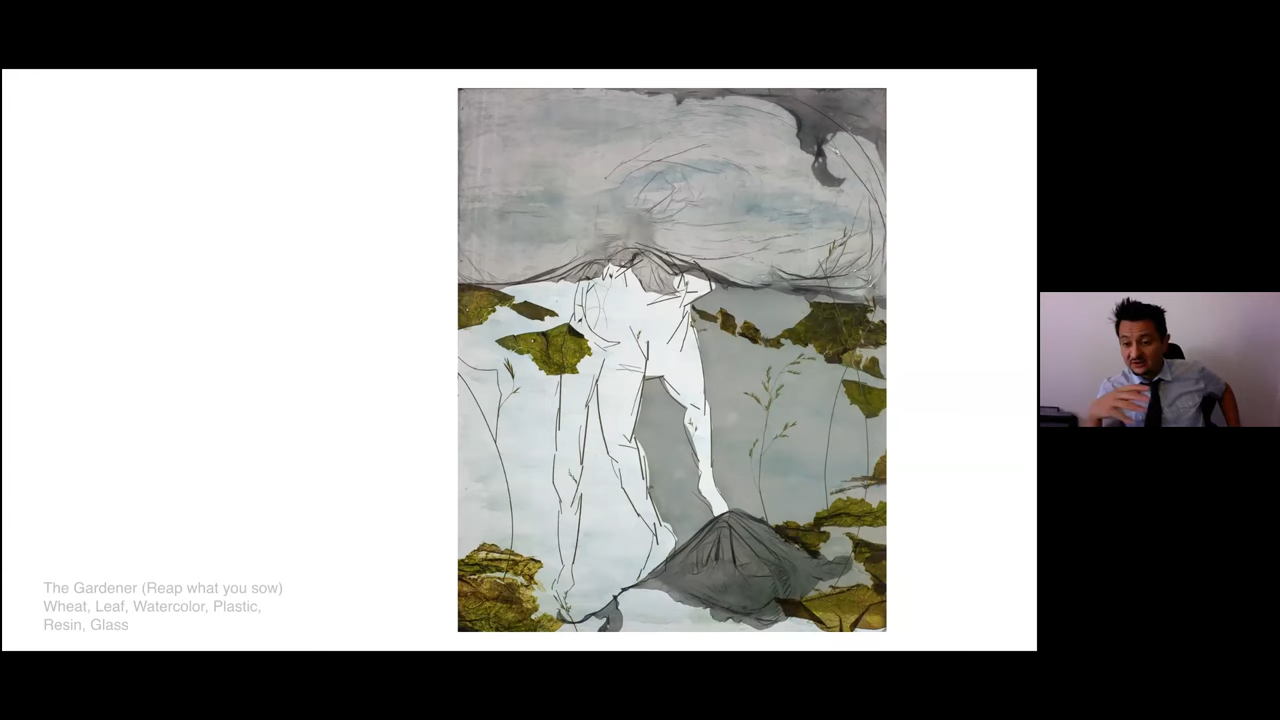 The Gardener (Reap what you sow)
Wheat, Leaf, Watercolor, Plastic,
Resin, Glass